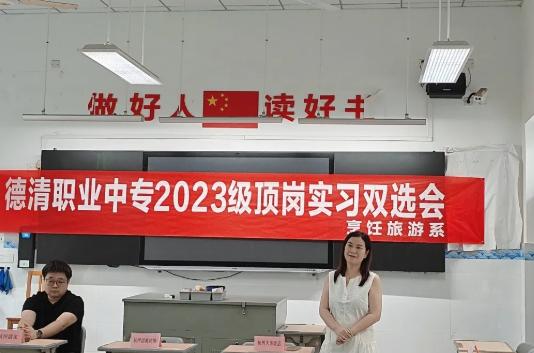 做好人 读好书
德清职业中专2023级顶岗实习双选会
烹饪旅游系